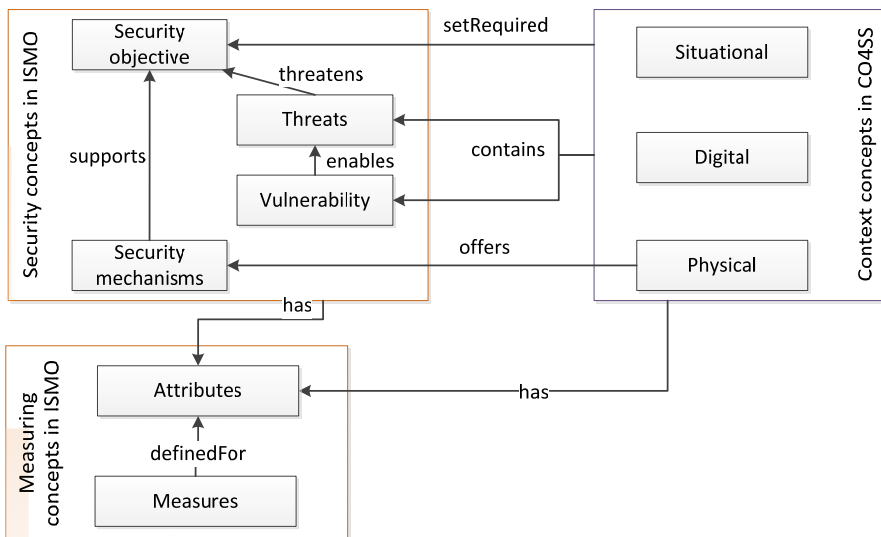 Security concepts in ISMO
Security
objective
setRequired
Situational
Context concepts in CO4SS
threatens
Threats
supports
contains
Digital
enables
Vulnerability
Security
mechanisms
offers
Physical
has
Measuring
concepts in ISMO
Attributes
has
definedFor
Measures